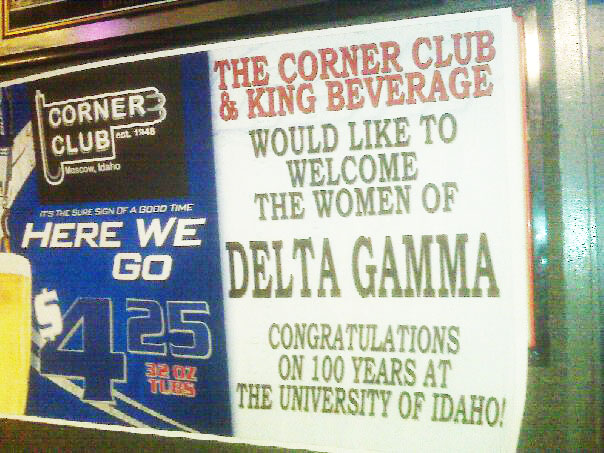 CORNER
CLUB
est. 1948
Moscow, Idaho
IT'S THE SURE SIGN OF A GOOD TIME
HERE WE
GO
$4.25
32 OZ
TUBS
THE CORNER CLUB
& KING BEVERAGE
WOULD LIKE TO
WELCOME
THE WOMEN OF
DELTA GAMMA
CONGRATULATIONS
ON 100 YEARS AT
THE UNIVERSITY OF IDAHO!